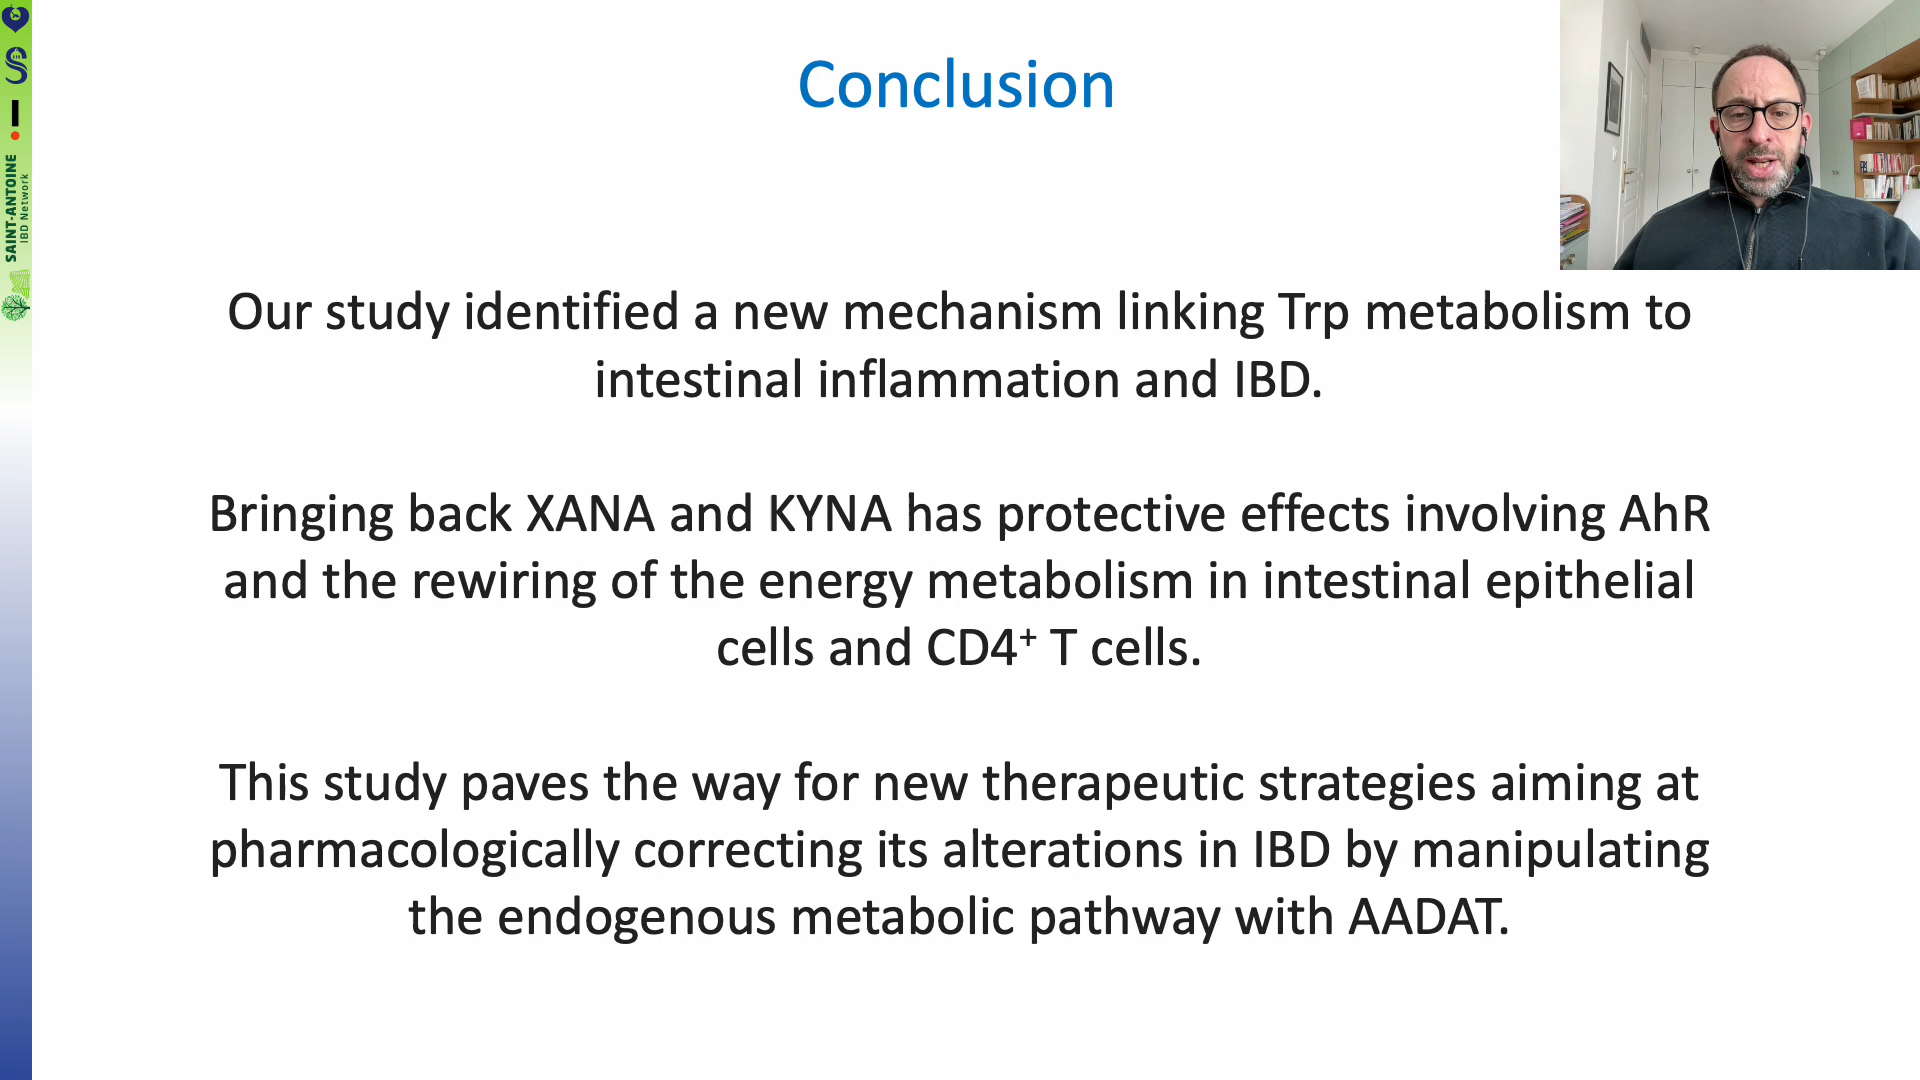 Conclusion
Our study identified a new mechanism linking Trp metabolism to
intestinal inflammation and IBD.
Bringing back XANA and KYNA has protective effects involving AhR
and the rewiring of the energy metabolism in intestinal epithelial
cells and CD4⁺ T cells.
This study paves the way for new therapeutic strategies aiming at
pharmacologically correcting its alterations in IBD by manipulating
the endogenous metabolic pathway with AADAT.
SAINT-ANTOINE
IBD Network